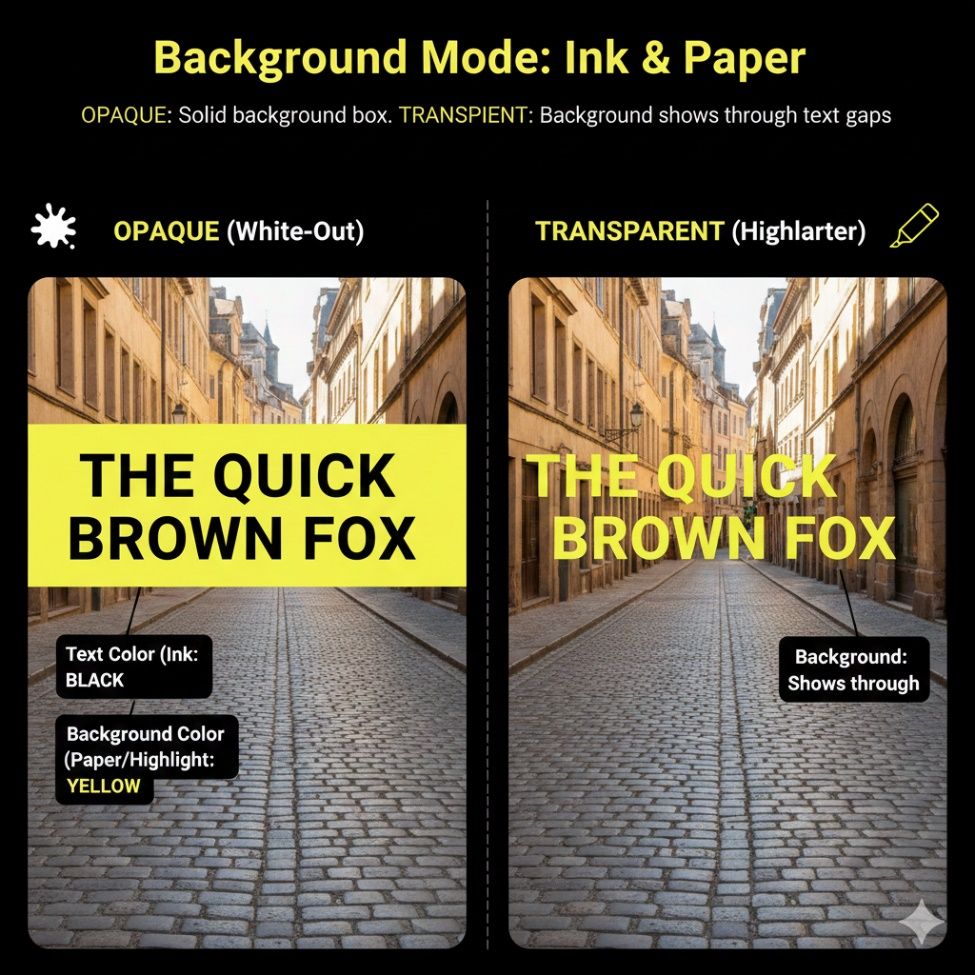 Background Mode: Ink & Paper
OPAQUE: Solid background box. TRANSPIENT: Background shows through text gaps
OPAQUE (White-Out)
TRANSPARENT (Highlarter)
THE QUICK
BROWN FOX
Text Color (Ink:
BLACK
Background Color
(Paper/Highlight:
YELLOW
THE QUICK
BROWN FOX
Background:
Shows through